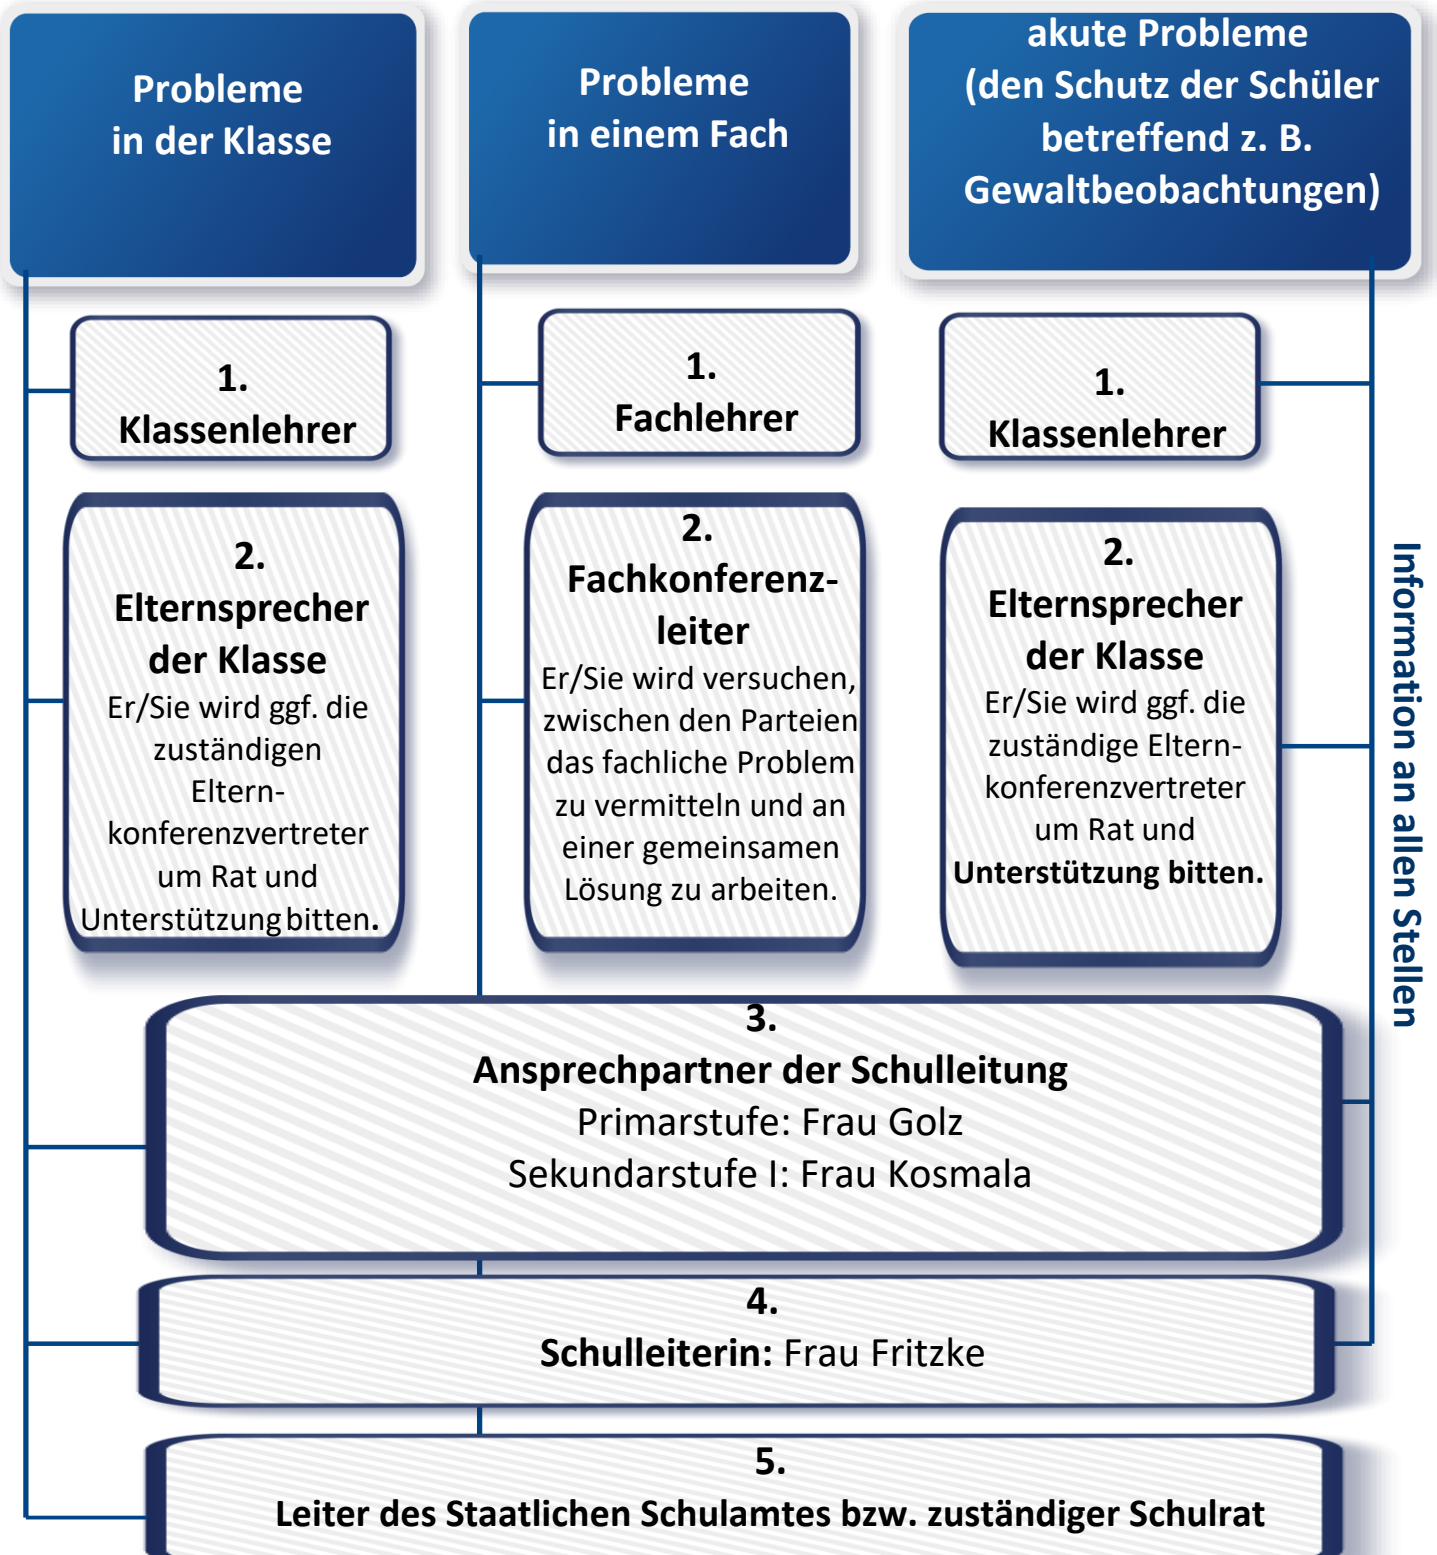 Probleme
in der Klasse
Probleme
in einem Fach
akute Probleme
(den Schutz der Schüler
betreffend z. B.
Gewaltbeobachtungen)
1.
Klassenlehrer
1.
Fachlehrer
1.
Klassenlehrer
2.
Elternsprecher
der Klasse
Er/Sie wird ggf. die
zuständigen
Eltern-
konferenzvertreter
um Rat und
Unterstützung bitten.
2.
Fachkonferenz-
leiter
Er/Sie wird versuchen,
zwischen den Parteien
das fachliche Problem
zu vermitteln und an
einer gemeinsamen
Lösung zu arbeiten.
2.
Elternsprecher
der Klasse
Er/Sie wird ggf. die
zuständige Eltern-
konferenzvertreter
um Rat und
Unterstützung bitten.
Information an allen Stellen
3.
Ansprechpartner der Schulleitung
Primarstufe: Frau Golz
Sekundarstufe I: Frau Kosmala
4.
Schulleiterin: Frau Fritzke
5.
Leiter des Staatlichen Schulamtes bzw. zuständiger Schulrat